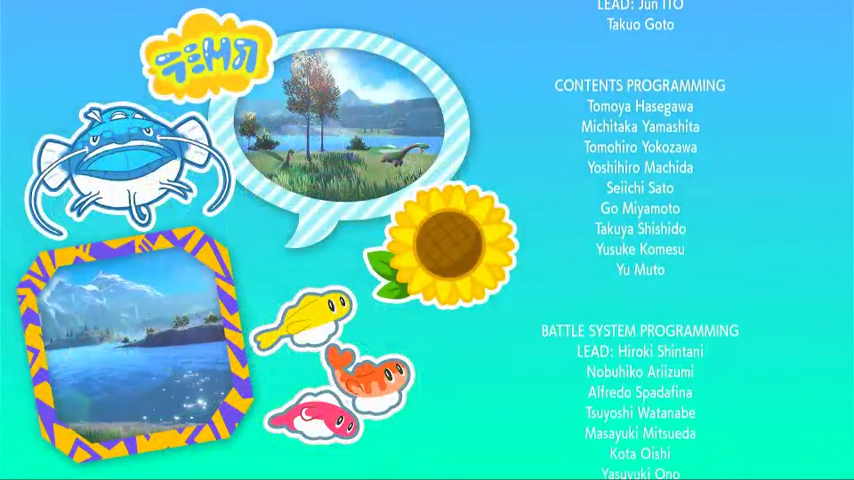 LEAD: Jun ITO
Takuo Goto
CONTENTS PROGRAMMING
Tomoya Hasegawa
Michitaka Yamashita
Tomohiro Yokozawa
Yoshihiro Machida
Seiichi Sato
Go Miyamoto
Takuya Shishido
Yusuke Komesu
Yu Muto
BATTLE SYSTEM PROGRAMMING
LEAD: Hiroki Shintani
Nobuhiko Ariizumi
Alfredo Spadafina
Tsuyoshi Watanabe
Masayuki Mitsueda
Kota Oishi
Yasuyuki Ono